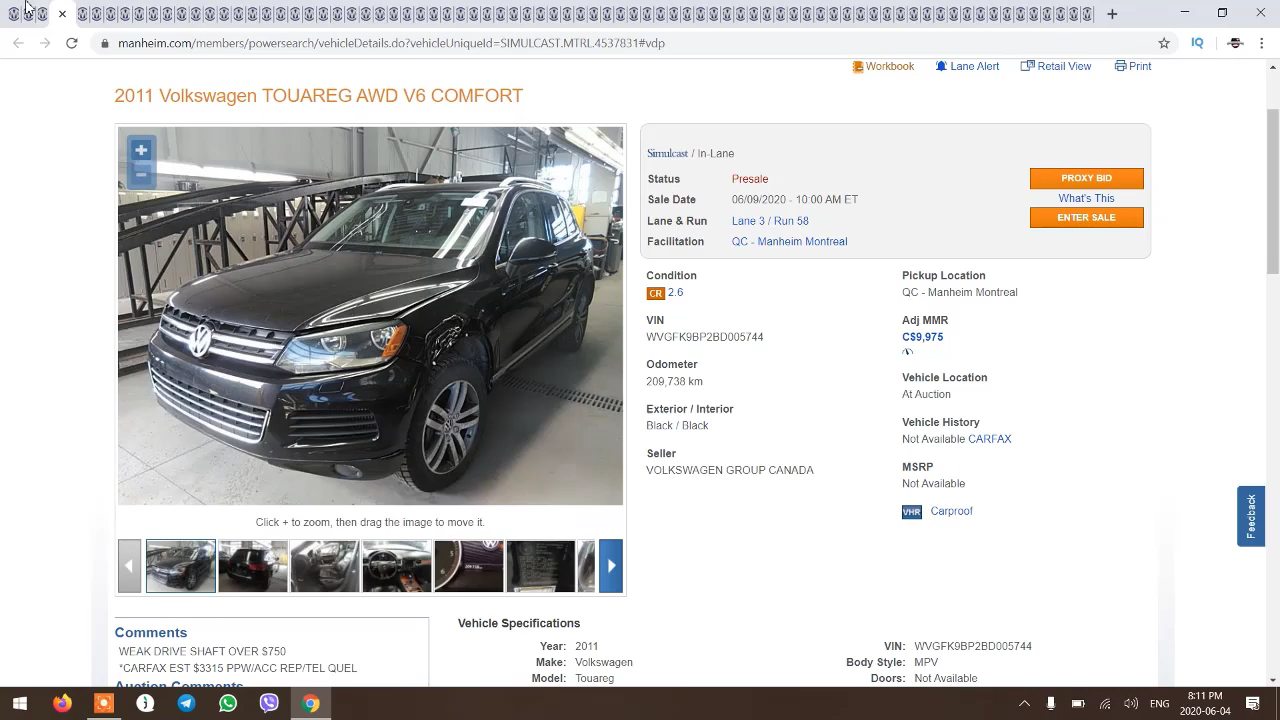 manheim.com/members/powersearch/vehicleDetails.do?vehicleUniqueId=SIMULCAST.MTRL.4537831#vdp
Workbook Lane Alert Retail View Print
2011 Volkswagen TOUAREG AWD V6 COMFORT
Simulcast / In-Lane
Status Presale
Sale Date 06/09/2020 - 10:00 AM ET
Lane & Run Lane 3 / Run 58
Facilitation QC - Manheim Montreal
PROXY BID
What's This
ENTER SALE
Condition
CR 2.6
VIN
WVGFK9BP2BD005744
Odometer
209,738 km
Exterior / Interior
Black / Black
Seller
VOLKSWAGEN GROUP CANADA
Pickup Location
QC - Manheim Montreal
Adj MMR
C$9,975
Vehicle Location
At Auction
Vehicle History
Not Available CARFAX
MSRP
Not Available
VHR Carproof
Feedback
Click + to zoom, then drag the image to move it.
Comments
WEAK DRIVE SHAFT OVER $750
*CARFAX EST $3315 PPW/ACC REP/TEL QUEL
Auction Comments
Vehicle Specifications
Year: 2011
Make: Volkswagen
Model: Touareg
VIN: WVGFK9BP2BD005744
Body Style: MPV
Doors: Not Available
IQ
ENG
8:11 PM
2020-06-04